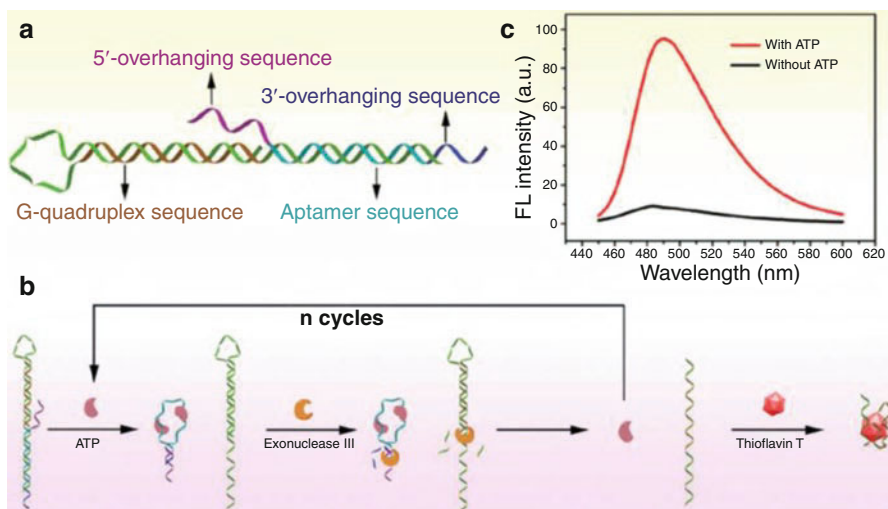 a
5′-overhanging sequence
3′-overhanging sequence
G-quadruplex sequence
Aptamer sequence
c
FL intensity (a.u.)
100
80
60
40
20
0
With ATP
Without ATP
440 460 480 500 520 540 560 580 600 620
Wavelength (nm)
b
n cycles
ATP
Exonuclease III
Thioflavin T